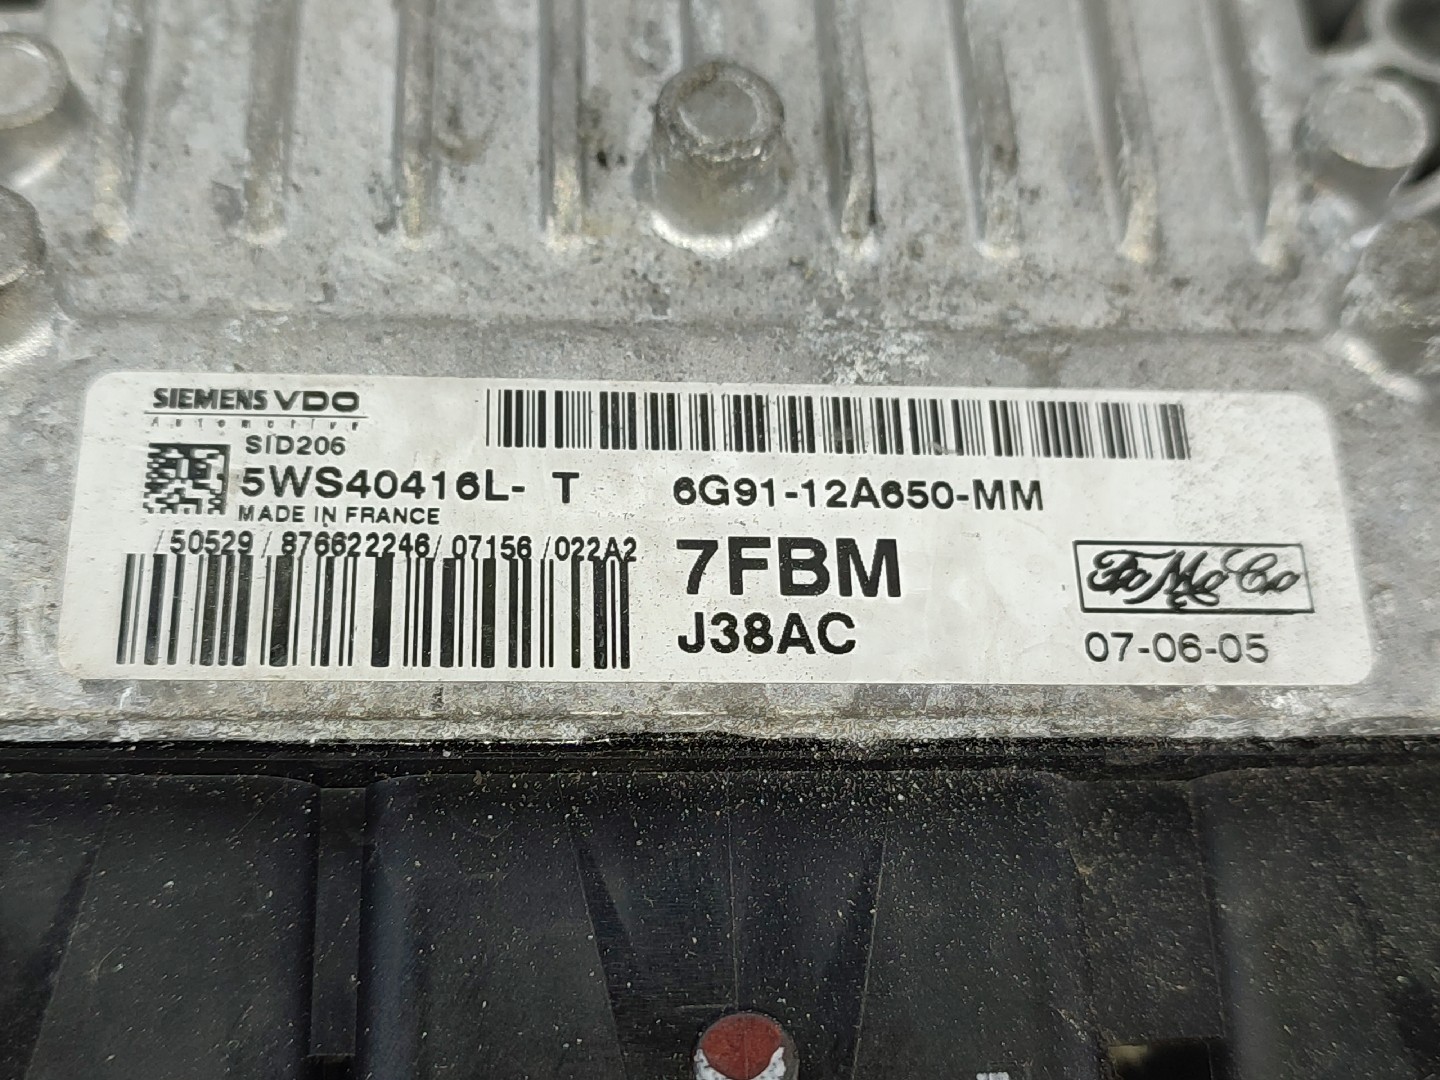 SIEMENS VDO
Automotive
SID206
5WS40416L- T
MADE IN FRANCE
/50529/876622246/07156/022A2
6G91-12A650-MM
7FBM
J38AC
FoMoCo
07-06-05